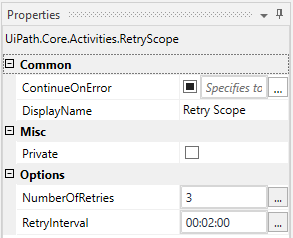 Properties
UiPath.Core.Activities.RetryScope
Common
ContinueOnError Specifies to ...
DisplayName Retry Scope
Misc
Private
Options
NumberOfRetries 3 ...
RetryInterval 00:02:00 ...